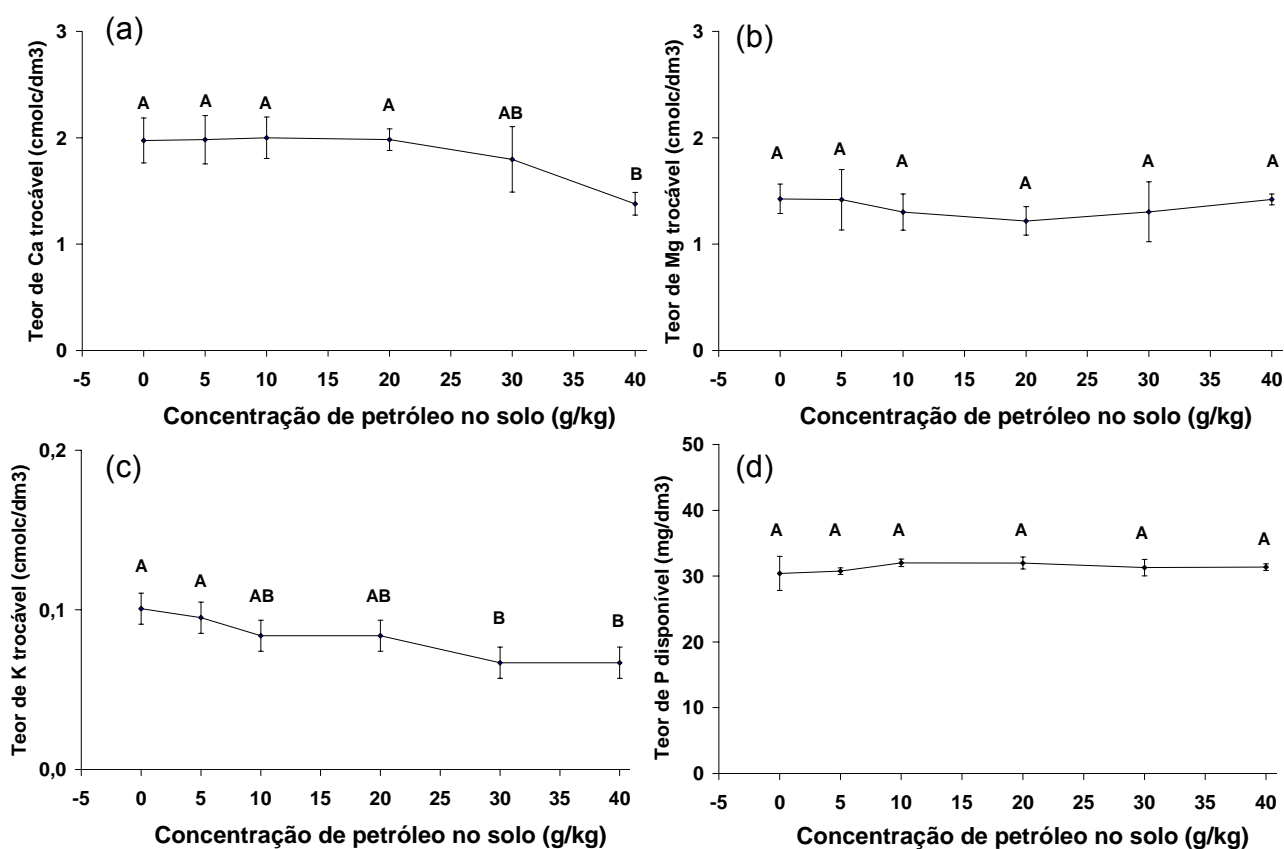 (a)
Teor de Ca trocável (cmolc/dm3)
3
2
1
0
A A A A AB B
-5 0 5 10 15 20 25 30 35 40
Concentração de petróleo no solo (g/kg)
(b)
Teor de Mg trocável (cmolc/dm3)
3
2
1
0
A A A A A A
-5 0 5 10 15 20 25 30 35 40
Concentração de petróleo no solo (g/kg)
(c)
Teor de K trocável (cmolc/dm3)
0,2
0,1
0,0
A A AB AB B B
-5 0 5 10 15 20 25 30 35 40
Concentração de petróleo no solo (g/kg)
(d)
Teor de P disponível (mg/dm3)
50
40
30
20
10
0
A A A A A A
-5 0 5 10 15 20 25 30 35 40
Concentração de petróleo no solo (g/kg)